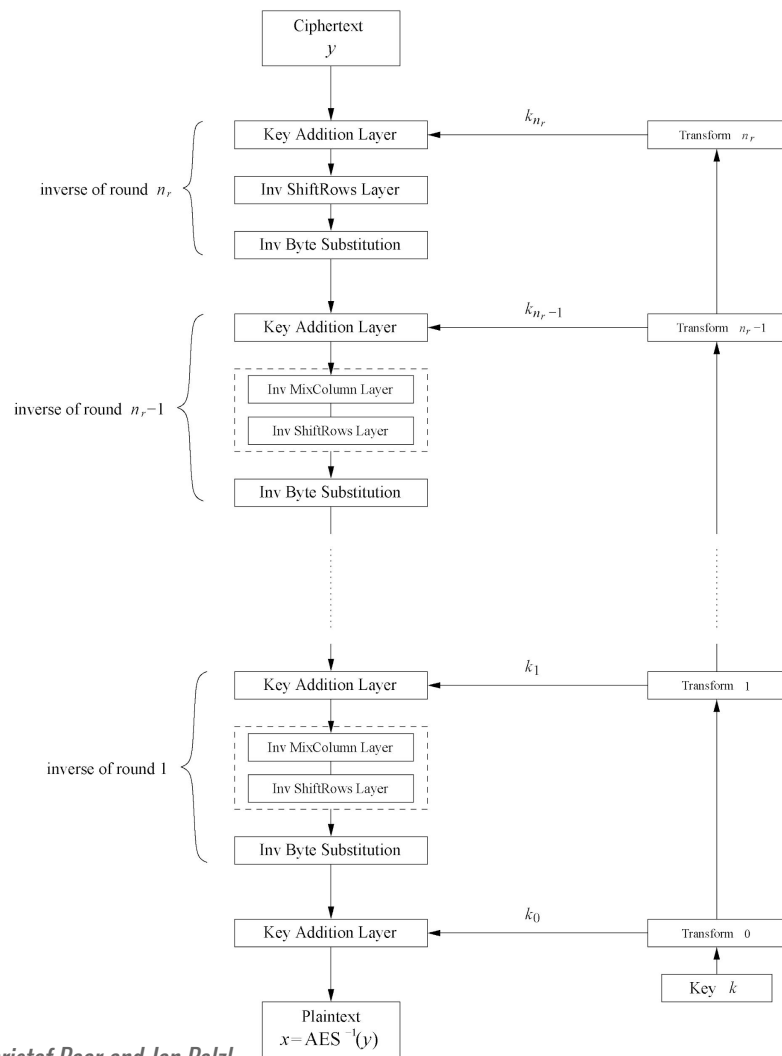 Ciphertext
y
Key Addition Layer
k_{n_r}
Transform n_r
inverse of round n_r
Inv ShiftRows Layer
Inv Byte Substitution
Key Addition Layer
k_{n_r−1}
Transform n_r−1
Inv MixColumn Layer
inverse of round n_r−1
Inv ShiftRows Layer
Inv Byte Substitution
Key Addition Layer
k_1
Transform 1
Inv MixColumn Layer
inverse of round 1
Inv ShiftRows Layer
Inv Byte Substitution
Key Addition Layer
k_0
Transform 0
Key k
Plaintext
x=AES^{−1}(y)